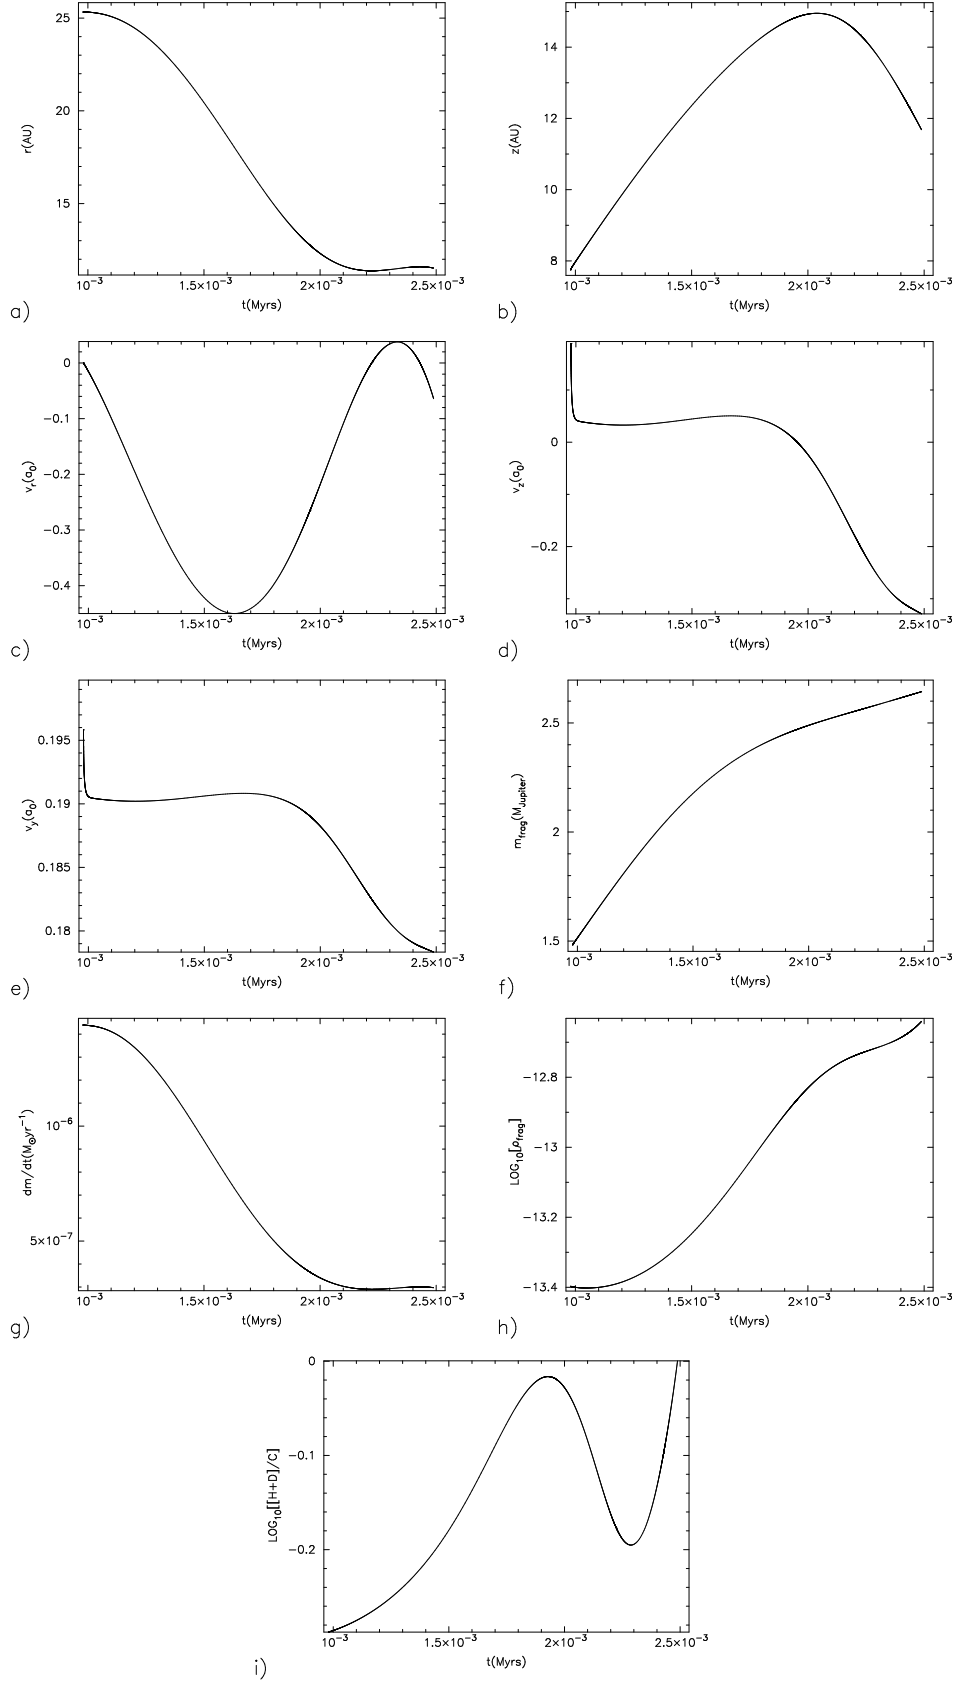 25
20
15
r(AU)
10⁻³ 1.5×10⁻³ 2×10⁻³ 2.5×10⁻³
t(Myrs)
a)
14
12
10
8
z(AU)
10⁻³ 1.5×10⁻³ 2×10⁻³ 2.5×10⁻³
t(Myrs)
b)
0
−0.1
−0.2
−0.3
−0.4
v_r(a_0)
10⁻³ 1.5×10⁻³ 2×10⁻³ 2.5×10⁻³
t(Myrs)
c)
0
−0.2
v_z(a_0)
10⁻³ 1.5×10⁻³ 2×10⁻³ 2.5×10⁻³
t(Myrs)
d)
0.195
0.19
0.185
0.18
v_y(a_0)
10⁻³ 1.5×10⁻³ 2×10⁻³ 2.5×10⁻³
t(Myrs)
e)
2.5
2
1.5
m_frag(M_Jupiter)
10⁻³ 1.5×10⁻³ 2×10⁻³ 2.5×10⁻³
t(Myrs)
f)
10⁻⁶
5×10⁻⁷
dm/dt(M_⊙yr⁻¹)
10⁻³ 1.5×10⁻³ 2×10⁻³ 2.5×10⁻³
t(Myrs)
g)
−12.8
−13
−13.2
−13.4
LOG_10[ρ_frag]
10⁻³ 1.5×10⁻³ 2×10⁻³ 2.5×10⁻³
t(Myrs)
h)
0
−0.1
−0.2
LOG_10[[H+D]/C]
10⁻³ 1.5×10⁻³ 2×10⁻³ 2.5×10⁻³
t(Myrs)
i)